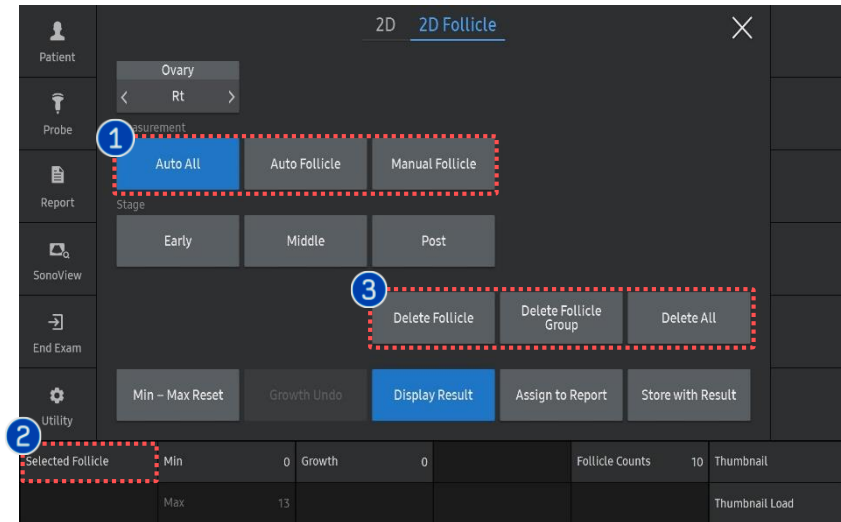 2D 2D Follicle
Patient
Ovary
< Rt >
Probe
1
asurement
Auto All Auto Follicle Manual Follicle
Report
Stage
Early Middle Post
SonoView
3
Delete Follicle Delete Follicle Group Delete All
End Exam
Min – Max Reset Growth Undo Display Result Assign to Report Store with Result
Utility
2
Selected Follicle Min 0 Growth 0 Follicle Counts 10 Thumbnail
Max 13 Thumbnail Load